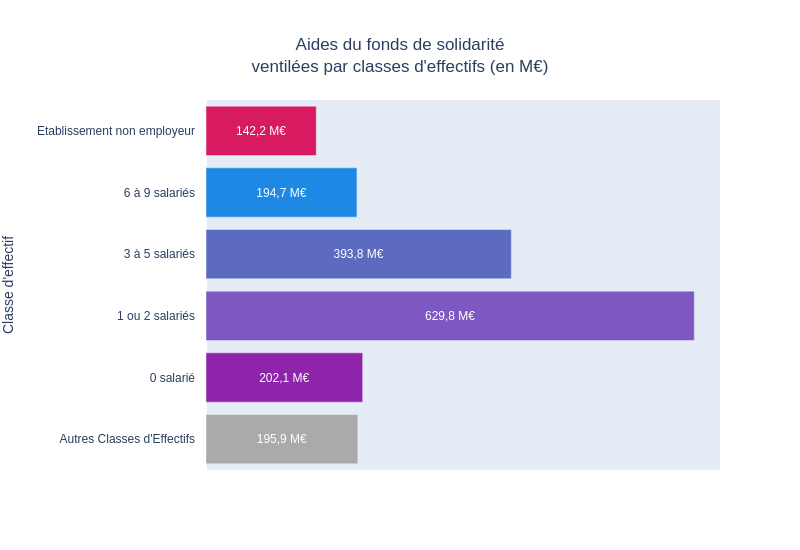 Aides du fonds de solidarité
ventilées par classes d'effectifs (en M€)
Classe d'effectif
Etablissement non employeur
142,2 M€
6 à 9 salariés
194,7 M€
3 à 5 salariés
393,8 M€
1 ou 2 salariés
629,8 M€
0 salarié
202,1 M€
Autres Classes d'Effectifs
195,9 M€